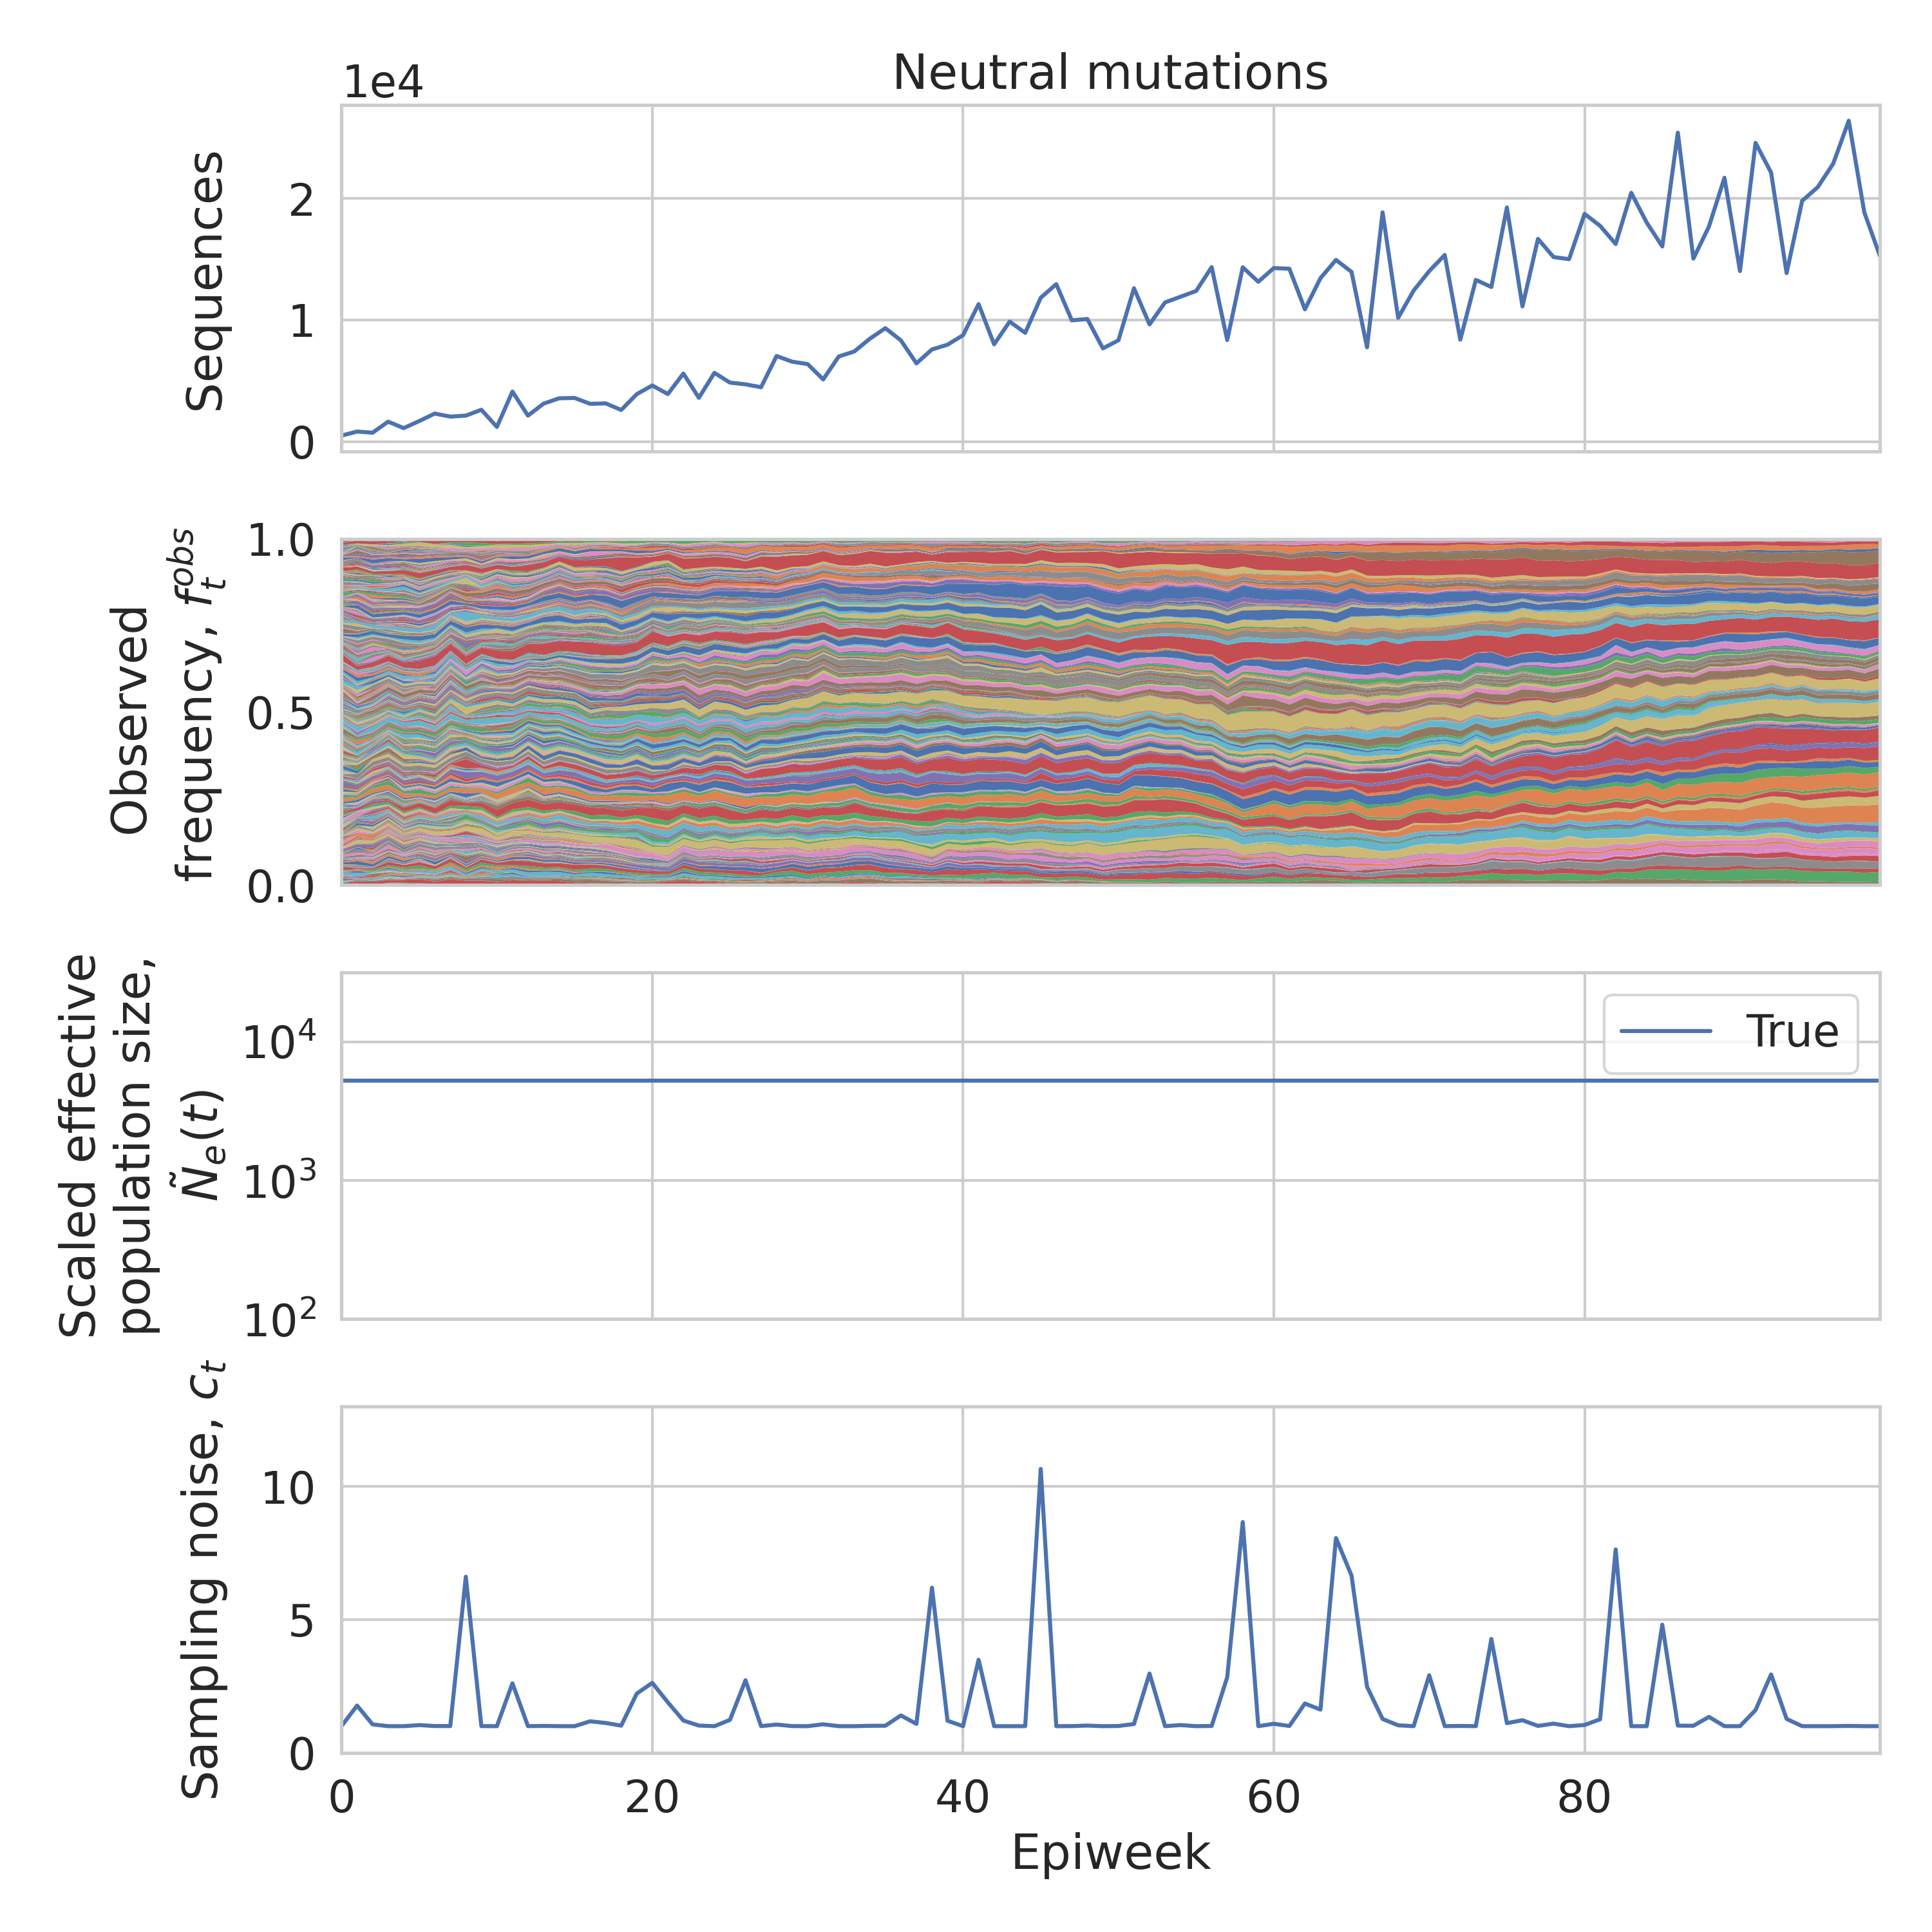 Neutral mutations
1e4
Sequences
2
1
0
Observed
frequency, f_t^{obs}
1.0
0.5
0.0
Scaled effective
population size,
Ñ_e(t)
10^4
10^3
10^2
True
Sampling noise, c_t
10
5
0
0 20 40 60 80
Epiweek